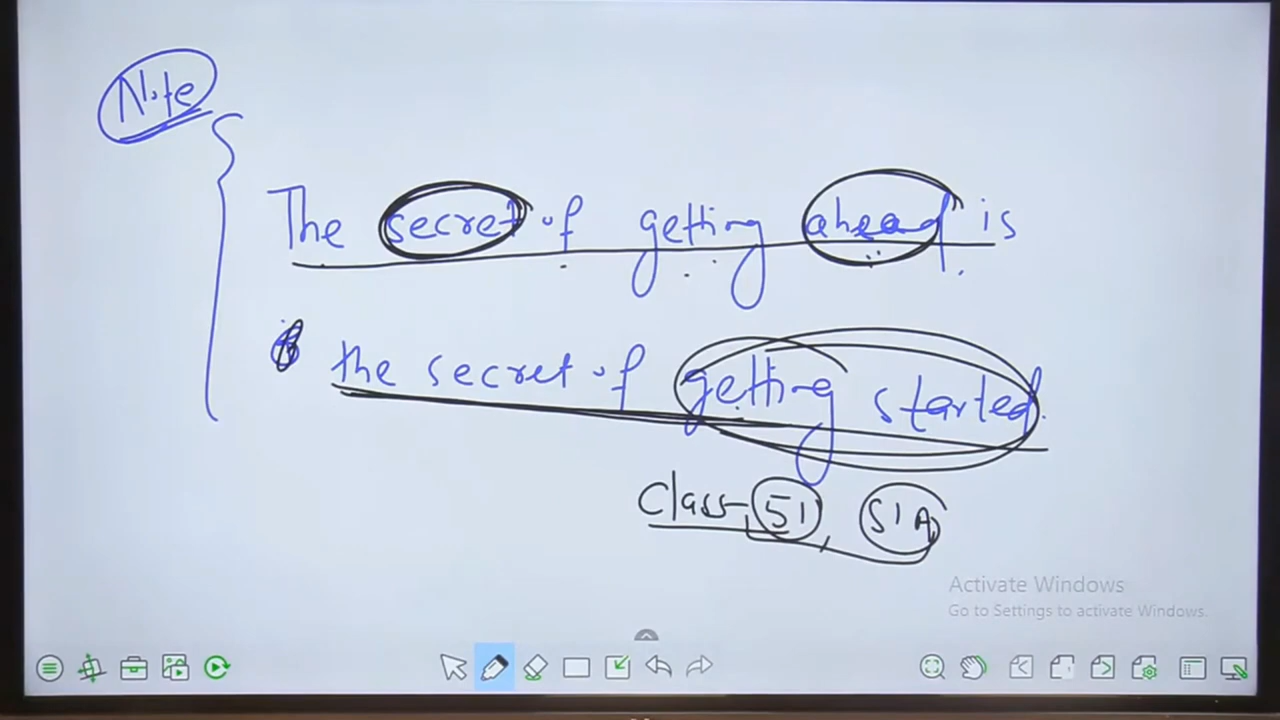 Note
The secret of getting ahead is
the secret of getting started.
Class-51, 51A
Activate Windows
Go to Settings to activate Windows.